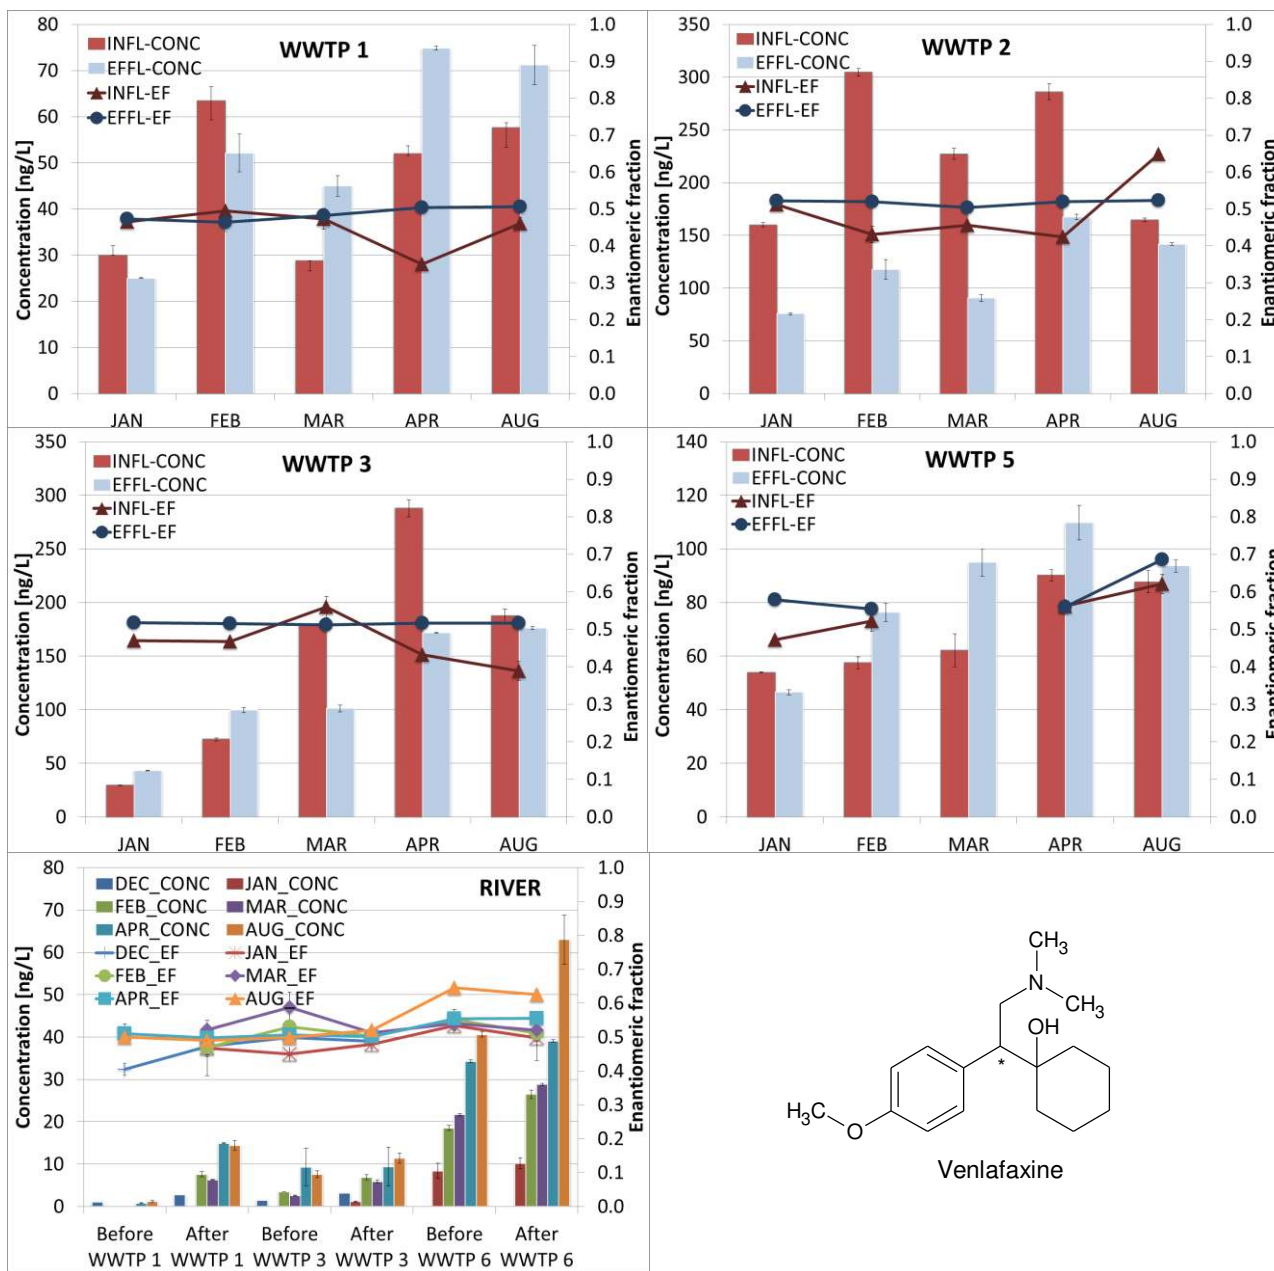 WWTP 1
INFL-CONC
EFFL-CONC
INFL-EF
EFFL-EF
Concentration [ng/L]
Enantiomeric fraction
80
70
60
50
40
30
20
10
0
1.0
0.9
0.8
0.7
0.6
0.5
0.4
0.3
0.2
0.1
0.0
JAN FEB MAR APR AUG
WWTP 2
INFL-CONC
EFFL-CONC
INFL-EF
EFFL-EF
Concentration [ng/L]
Enantiomeric fraction
350
300
250
200
150
100
50
0
1.0
0.9
0.8
0.7
0.6
0.5
0.4
0.3
0.2
0.1
0.0
JAN FEB MAR APR AUG
WWTP 3
INFL-CONC
EFFL-CONC
INFL-EF
EFFL-EF
Concentration [ng/L]
Enantiomeric fraction
350
300
250
200
150
100
50
0
1.0
0.9
0.8
0.7
0.6
0.5
0.4
0.3
0.2
0.1
0.0
JAN FEB MAR APR AUG
WWTP 5
INFL-CONC
EFFL-CONC
INFL-EF
EFFL-EF
Concentration [ng/L]
Enantiomeric fraction
140
120
100
80
60
40
20
0
1.0
0.9
0.8
0.7
0.6
0.5
0.4
0.3
0.2
0.1
0.0
JAN FEB MAR APR AUG
RIVER
DEC_CONC JAN_CONC
FEB_CONC MAR_CONC
APR_CONC AUG_CONC
DEC_EF JAN_EF
FEB_EF MAR_EF
APR_EF AUG_EF
Concentration [ng/L]
Enantiomeric fraction
80
70
60
50
40
30
20
10
0
1.0
0.9
0.8
0.7
0.6
0.5
0.4
0.3
0.2
0.1
0.0
Before After Before After Before After
WWTP 1 WWTP 1 WWTP 3 WWTP 3 WWTP 6 WWTP 6
CH3
N
CH3
OH
*
H3C
O
Venlafaxine